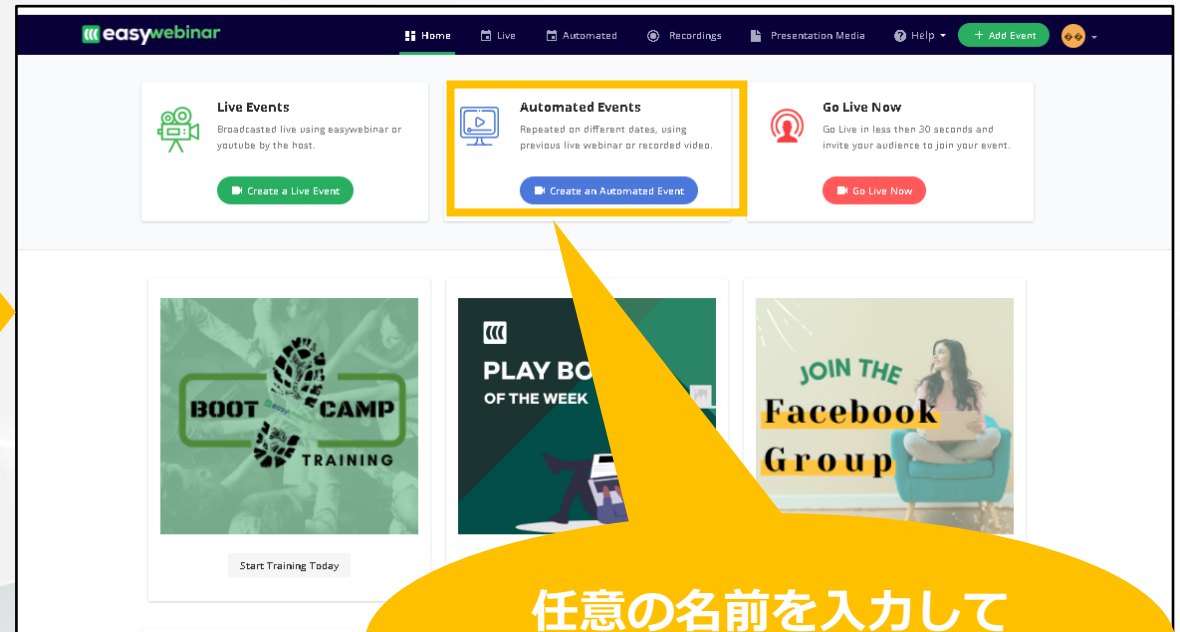 easywebinar
Home
Live
Automated
Recordings
Presentation Media
Help
+ Add Event
Live Events
Broadcasted live using easywebinar or
youtube by the host.
Create a Live Event
Automated Events
Repeated on different dates, using
previous live webinar or recorded video.
Create an Automated Event
Go Live Now
Go Live in less then 30 seconds and
invite your audience to join your event.
Go Live Now
BOOT easy CAMP
TRAINING
Start Training Today
PLAY BO
OF THE WEEK
JOIN THE
Facebook
Group
任意の名前を入力して